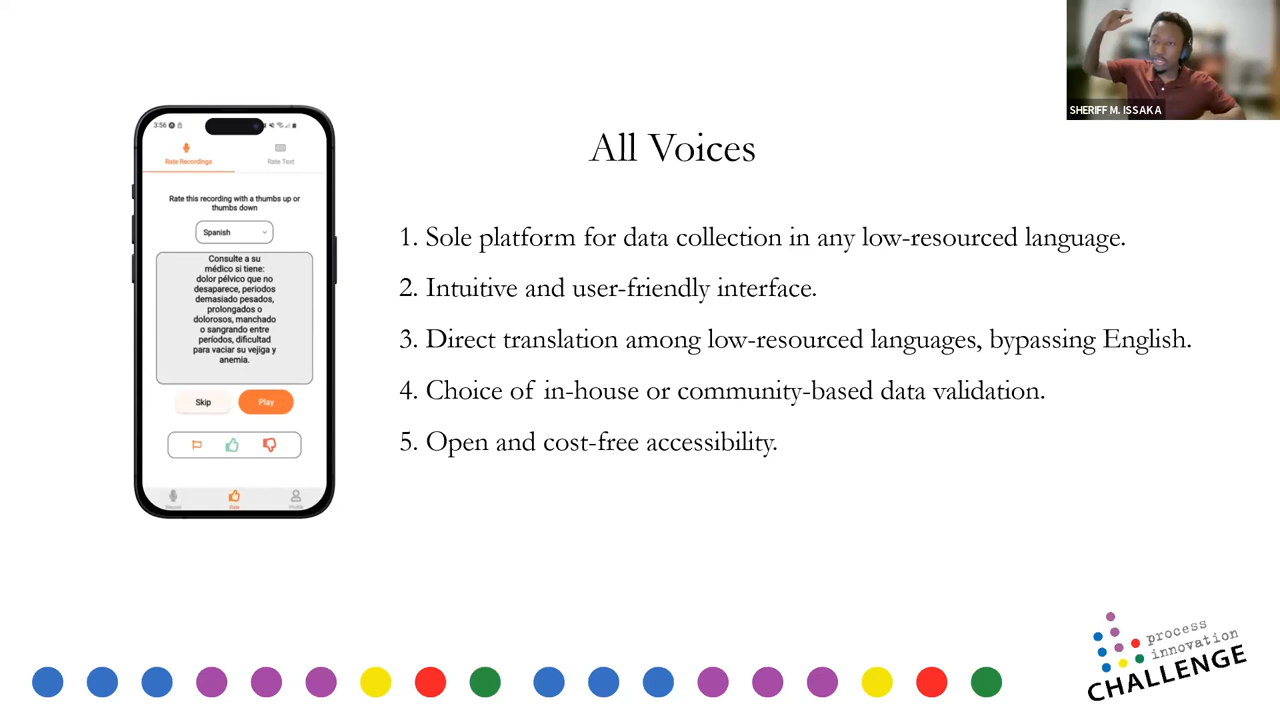 SHERIFF M. ISSAKA
All Voices
1. Sole platform for data collection in any low-resourced language.
2. Intuitive and user-friendly interface.
3. Direct translation among low-resourced languages, bypassing English.
4. Choice of in-house or community-based data validation.
5. Open and cost-free accessibility.
3:56
Rate Recordings
Rate Text
Rate this recording with a thumbs up or
thumbs down
Spanish
Consulte a su
médico si tiene:
dolor pélvico que no
desaparece, periodos
demasiado pesados,
prolongados o
dolorosos, manchado
o sangrando entre
períodos, dificultad
para vaciar su vejiga y
anemia.
Skip
Play
Record
Rate
process
innovation
CHALLENGE